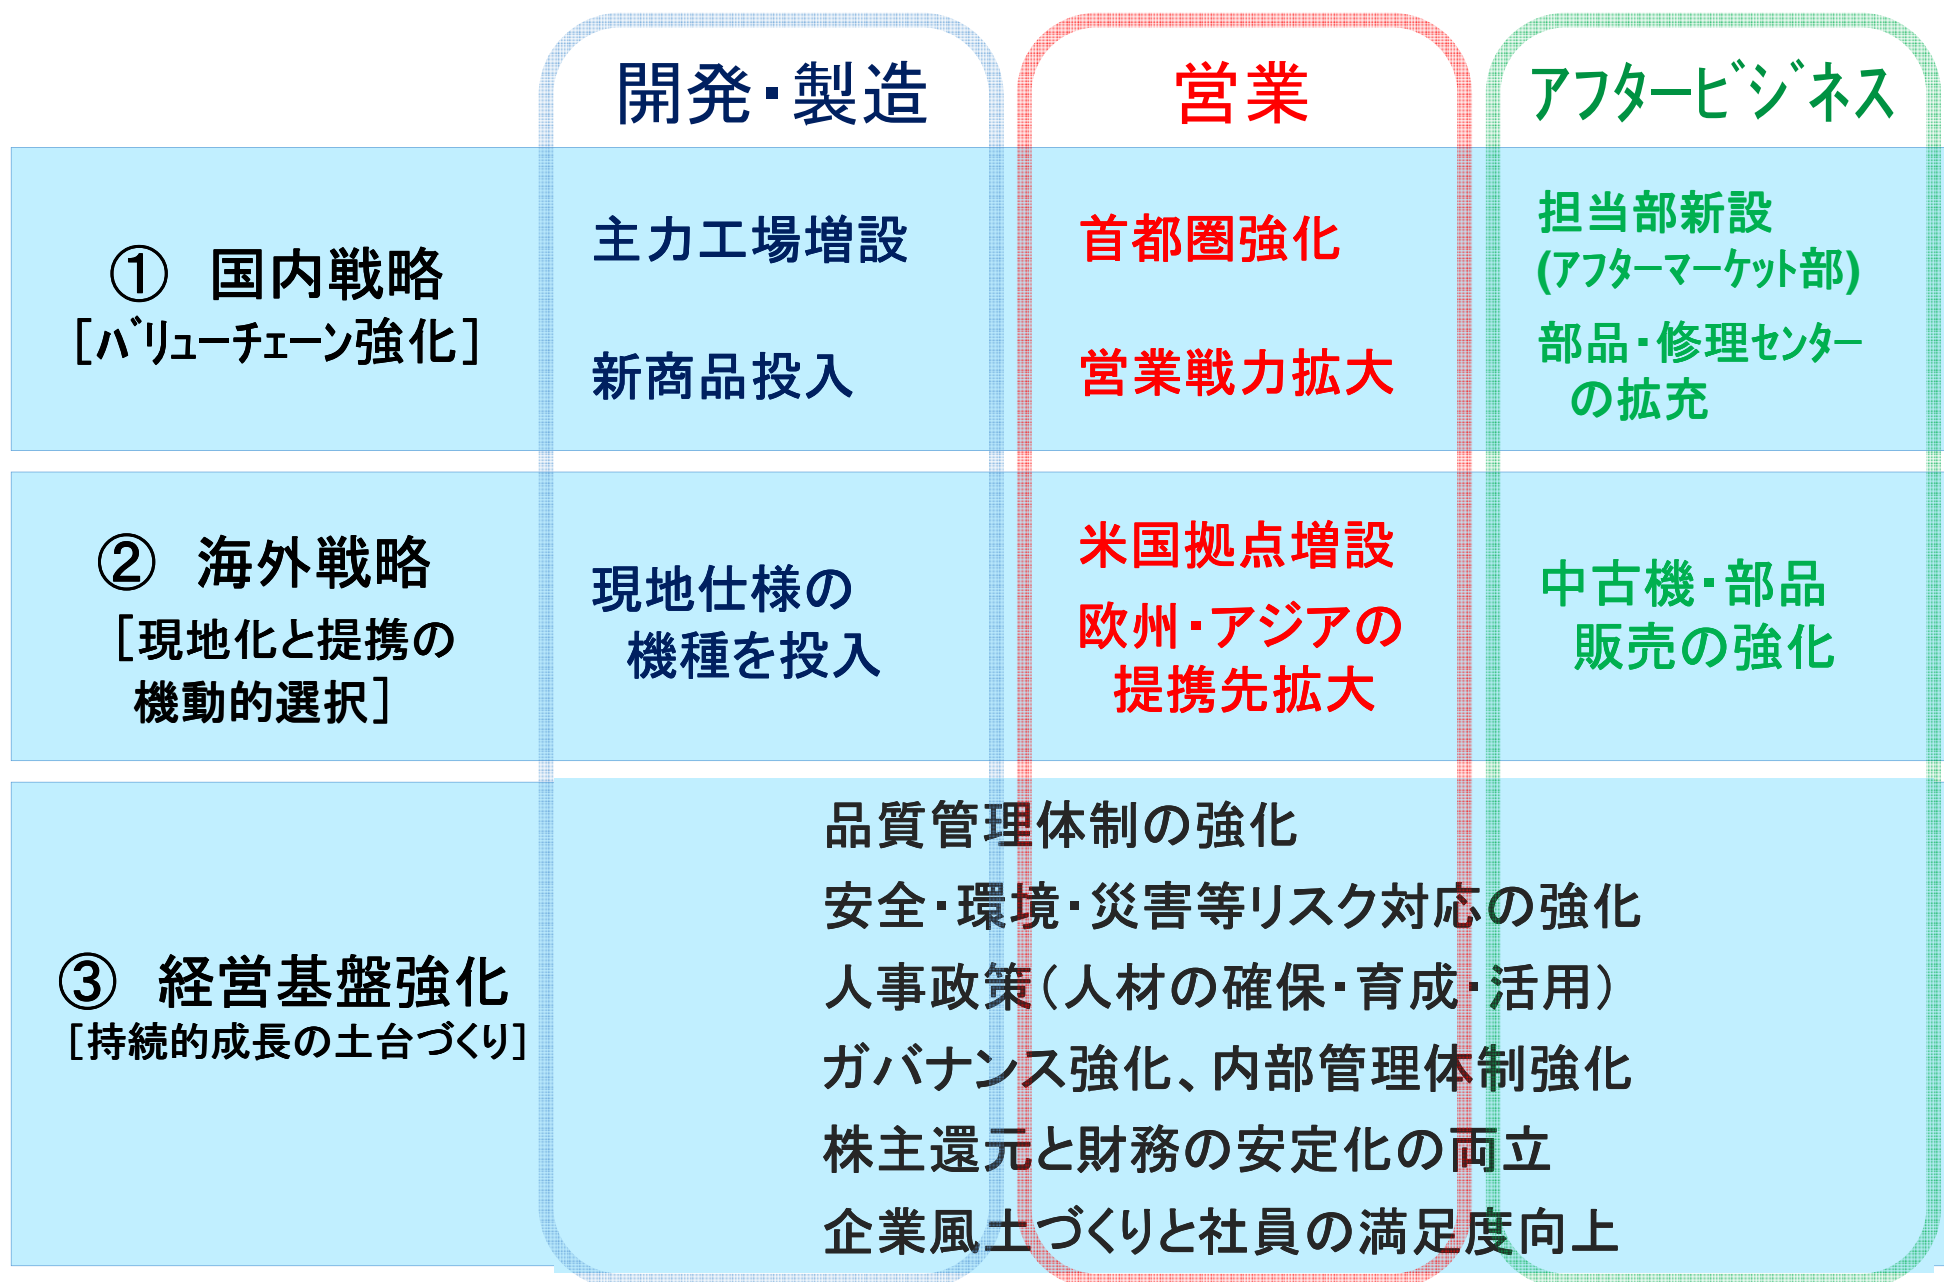 開発・製造
営業
アフタービジネス
① 国内戦略
[バリューチェーン強化]
主力工場増設
新商品投入
首都圏強化
営業戦力拡大
担当部新設
(アフターマーケット部)
部品・修理センター
の拡充
② 海外戦略
[現地化と提携の
機動的選択]
現地仕様の
機種を投入
米国拠点増設
欧州・アジアの
提携先拡大
中古機・部品
販売の強化
③ 経営基盤強化
[持続的成長の土台づくり]
品質管理体制の強化
安全・環境・災害等リスク対応の強化
人事政策(人材の確保・育成・活用)
ガバナンス強化、内部管理体制強化
株主還元と財務の安定化の両立
企業風土づくりと社員の満足度向上